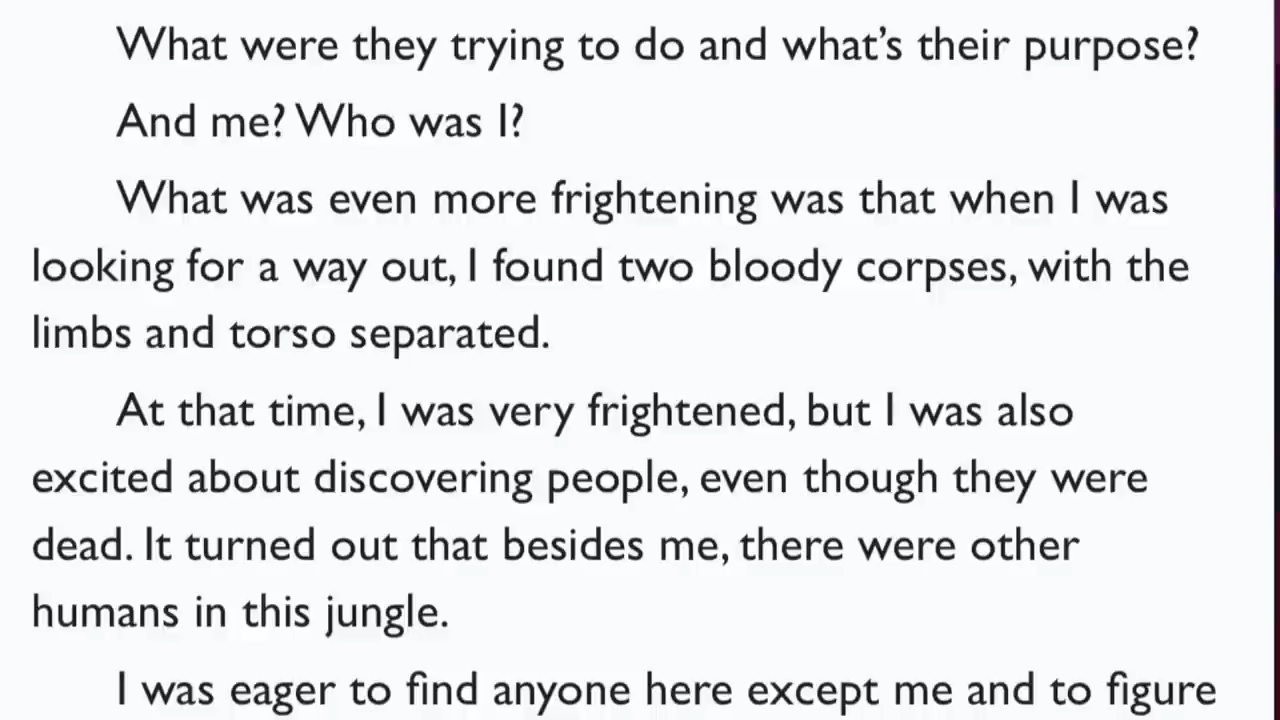 What were they trying to do and what’s their purpose?
And me? Who was I?
What was even more frightening was that when I was
looking for a way out, I found two bloody corpses, with the
limbs and torso separated.
At that time, I was very frightened, but I was also
excited about discovering people, even though they were
dead. It turned out that besides me, there were other
humans in this jungle.
I was eager to find anyone here except me and to figure